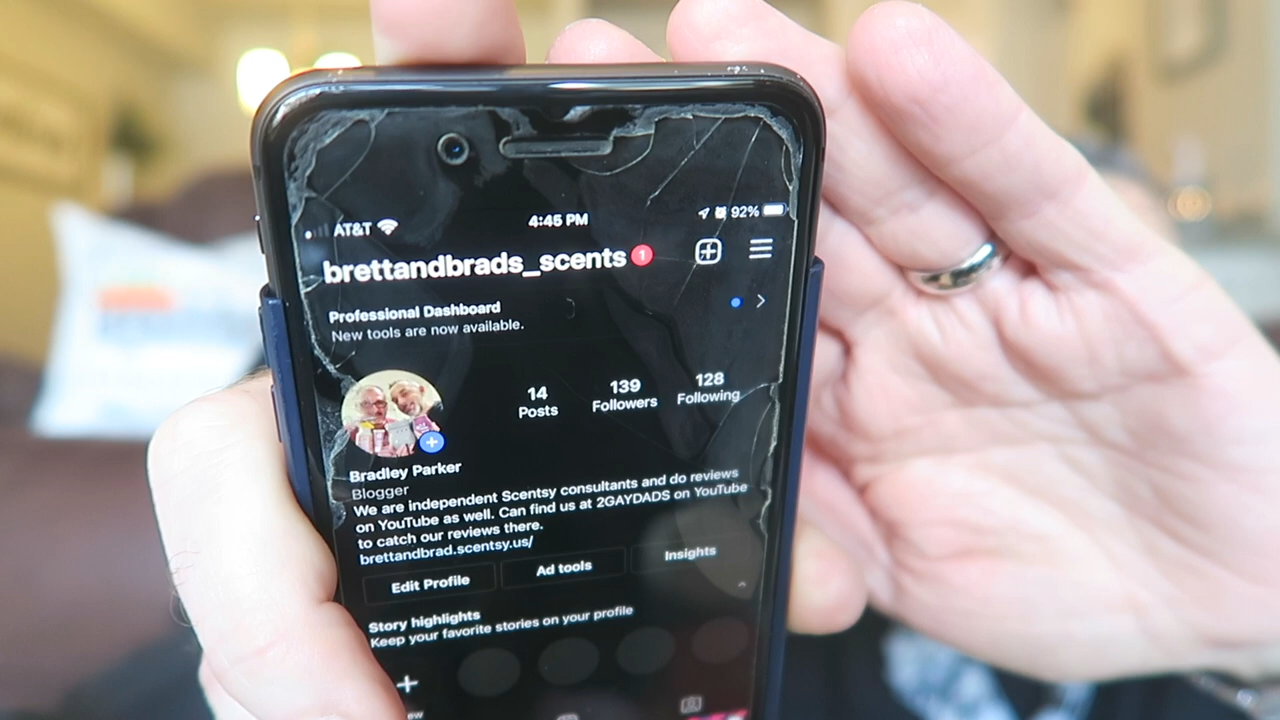 AT&T 4:45 PM 92%
brettandbrads_scents 1
Professional Dashboard
New tools are now available.
14 139 128
Posts Followers Following
Bradley Parker
Blogger
We are independent Scentsy consultants and do reviews
on YouTube as well. Can find us at 2GAYDADS on YouTube
to catch our reviews there.
brettandbrad.scentsy.us/
Edit Profile Ad tools Insights
Story highlights
Keep your favorite stories on your profile